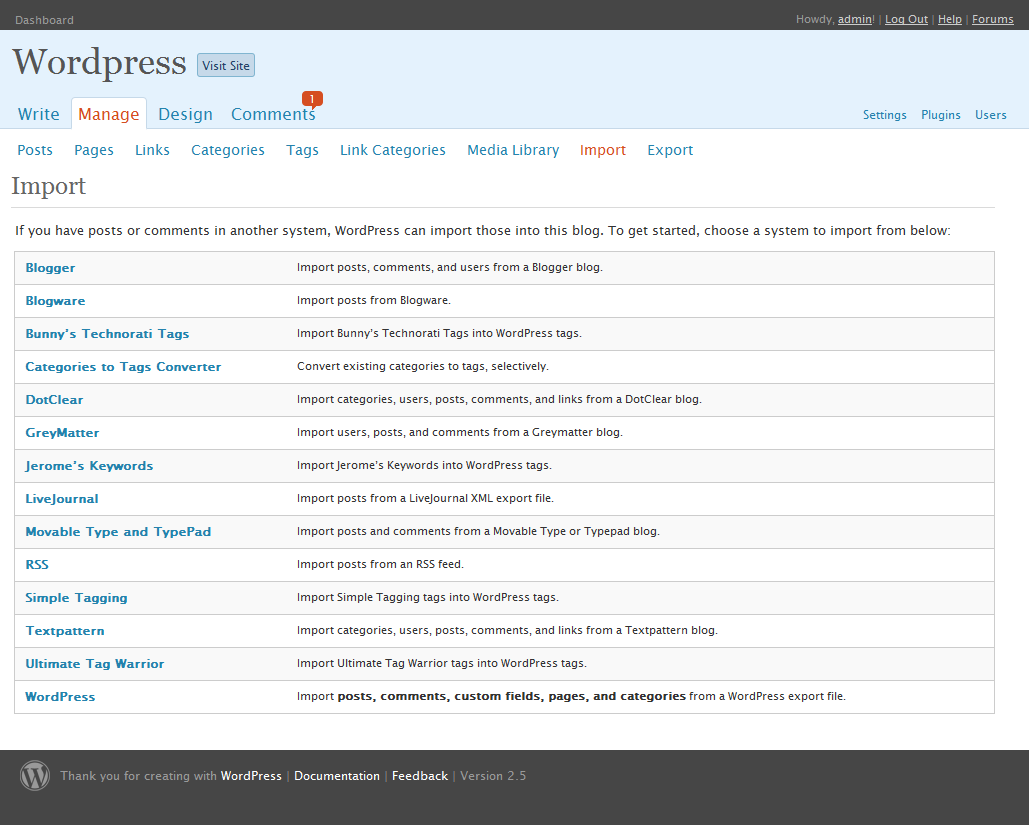 Dashboard Howdy, admin! | Log Out | Help | Forums
Wordpress Visit Site
1
Write Manage Design Comments Settings Plugins Users
Posts Pages Links Categories Tags Link Categories Media Library Import Export
Import
If you have posts or comments in another system, WordPress can import those into this blog. To get started, choose a system to import from below:
Blogger Import posts, comments, and users from a Blogger blog.
Blogware Import posts from Blogware.
Bunny's Technorati Tags Import Bunny's Technorati Tags into WordPress tags.
Categories to Tags Converter Convert existing categories to tags, selectively.
DotClear Import categories, users, posts, comments, and links from a DotClear blog.
GreyMatter Import users, posts, and comments from a Greymatter blog.
Jerome's Keywords Import Jerome's Keywords into WordPress tags.
LiveJournal Import posts from a LiveJournal XML export file.
Movable Type and TypePad Import posts and comments from a Movable Type or Typepad blog.
RSS Import posts from an RSS feed.
Simple Tagging Import Simple Tagging tags into WordPress tags.
Textpattern Import categories, users, posts, comments, and links from a Textpattern blog.
Ultimate Tag Warrior Import Ultimate Tag Warrior tags into WordPress tags.
WordPress Import posts, comments, custom fields, pages, and categories from a WordPress export file.
Thank you for creating with WordPress | Documentation | Feedback | Version 2.5